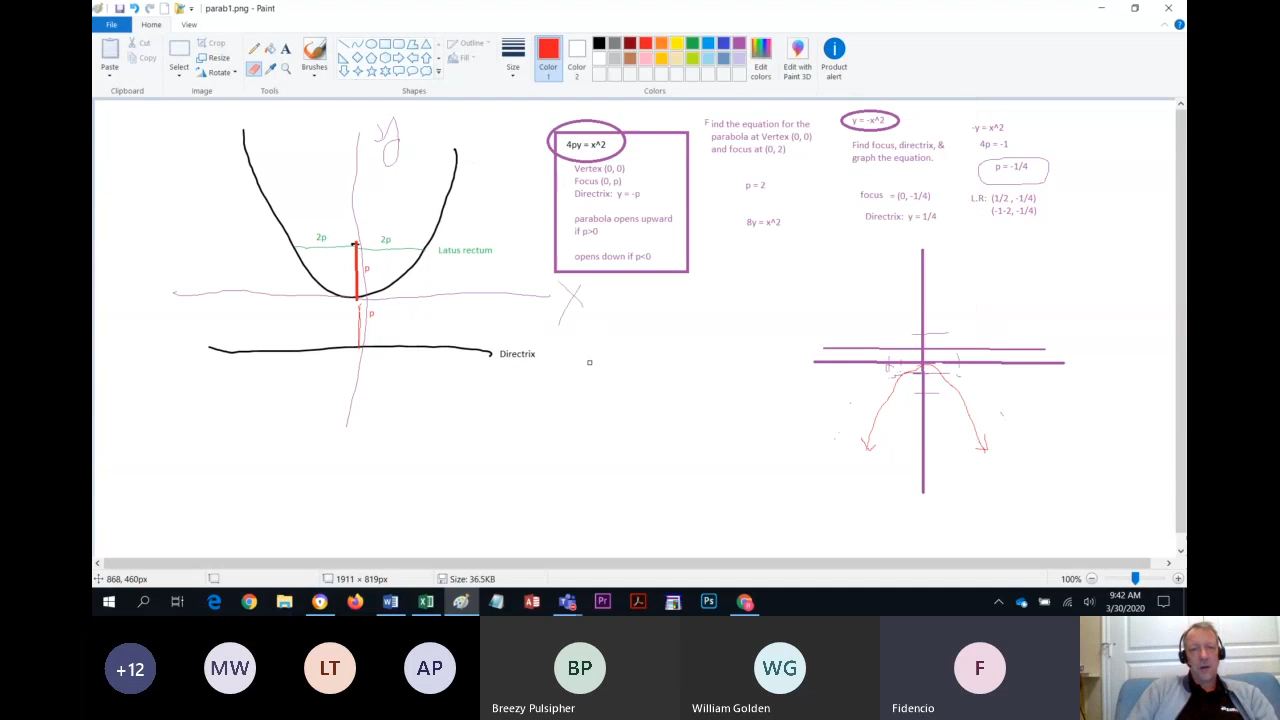 parab1.png - Paint
File
Home
View
Paste
Cut
Copy
Clipboard
Select
Crop
Resize
Rotate
Image
Tools
Brushes
Outline
Fill
Shapes
Size
Color 1
Color 2
Colors
Edit colors
Edit with Paint 3D
Product alert
y
2p
2p
Latus rectum
p
p
X
Directrix
4py = x^2
Vertex (0, 0)
Focus (0, p)
Directrix: y = -p
parabola opens upward
if p>0
opens down if p<0
Find the equation for the
parabola at Vertex (0, 0)
and focus at (0, 2)
p = 2
8y = x^2
y = -x^2
Find focus, directrix, &
graph the equation.
focus = (0, -1/4)
Directrix: y = 1/4
-y = x^2
4p = -1
p = -1/4
L.R: (1/2 , -1/4)
(-1-2, -1/4)
868, 460px
1911 × 819px
Size: 36.5KB
100%
9:42 AM
3/30/2020
+12
MW
LT
AP
BP
Breezy Pulsipher
WG
William Golden
F
Fidencio